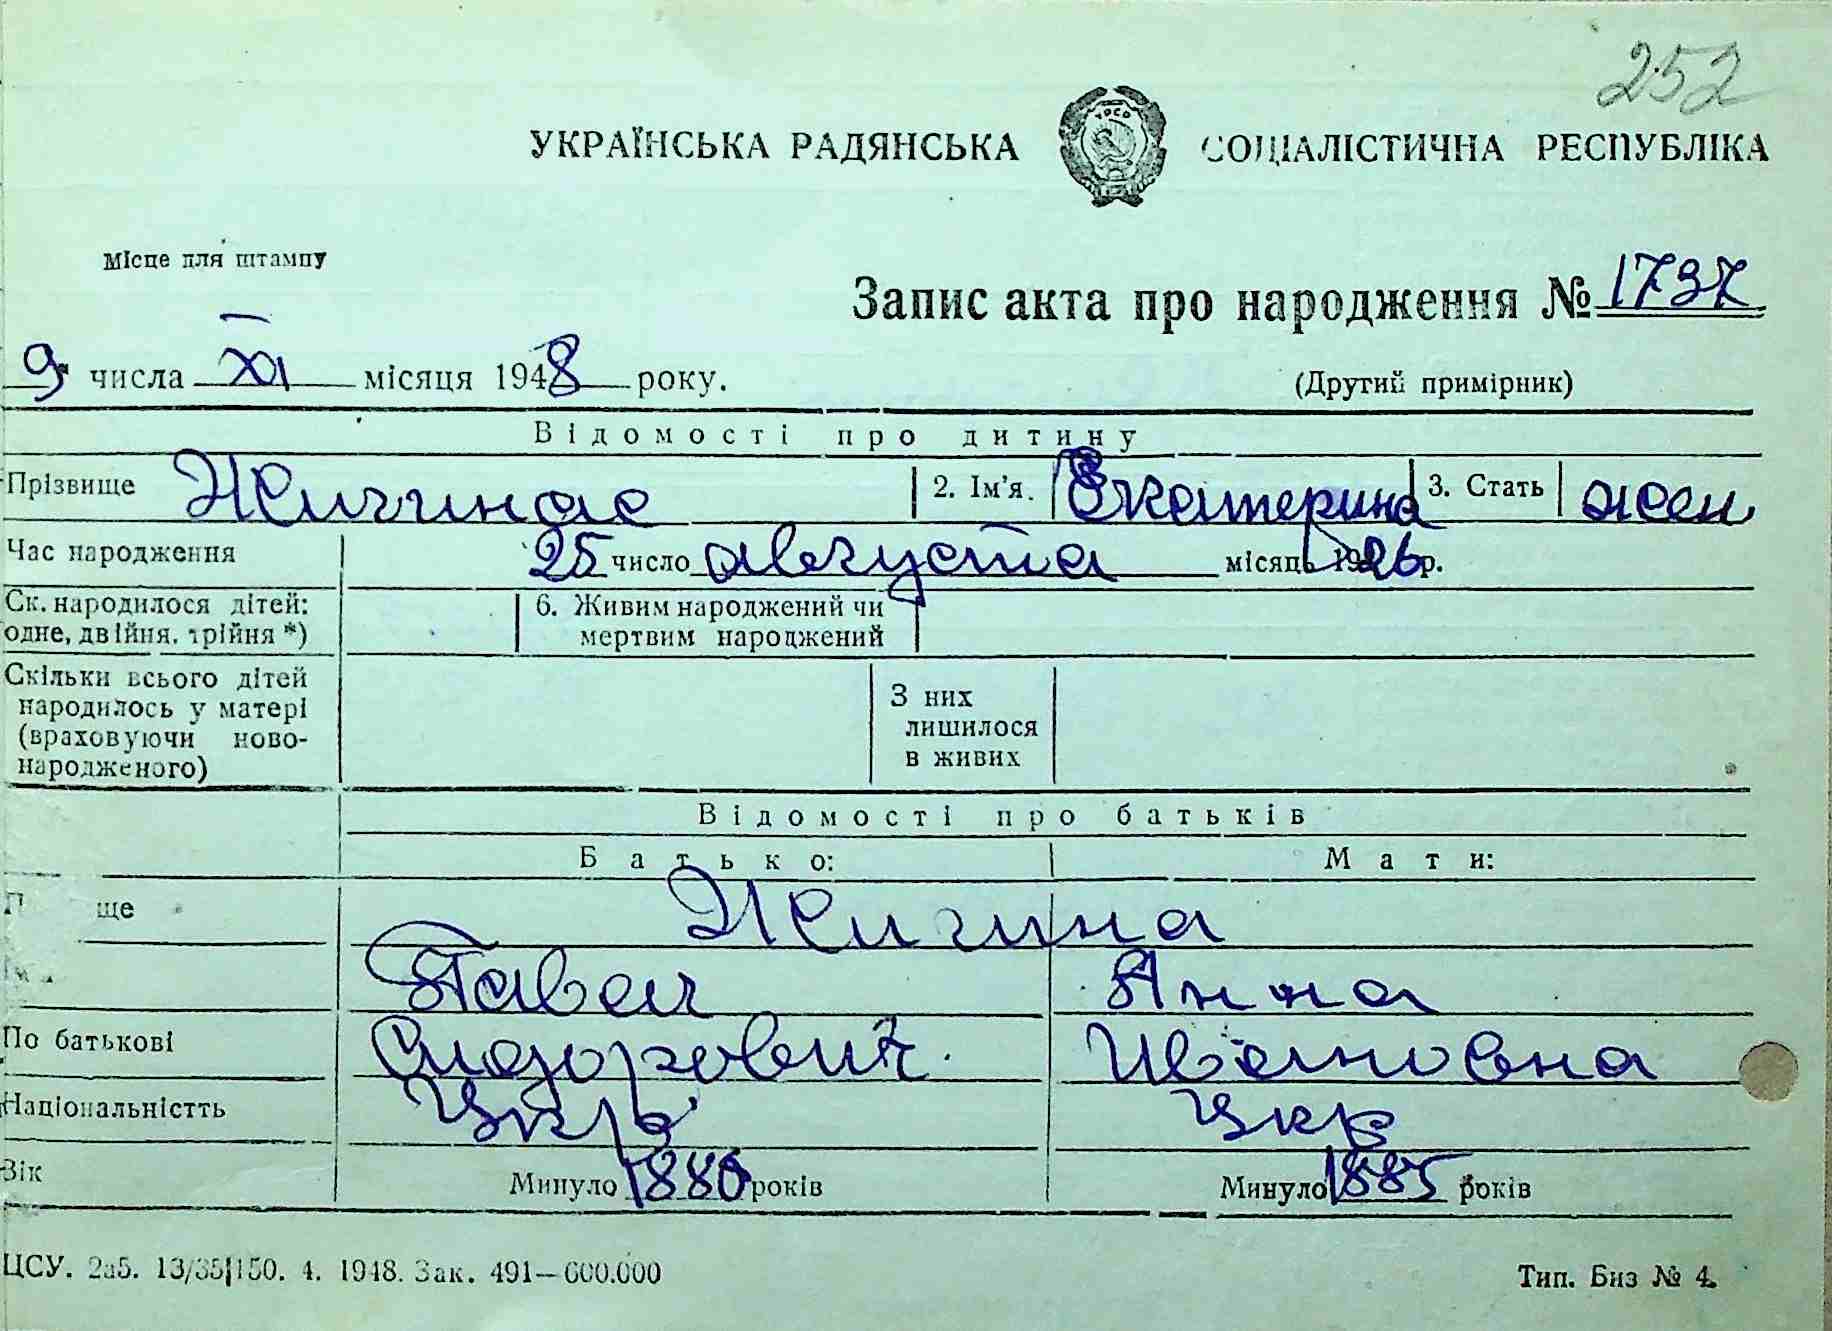 252
УКРАЇНСЬКА РАДЯНСЬКА СОЦІАЛІСТИЧНА РЕСПУБЛІКА
УРСР
Місце для штампу
Запис акта про народження № 1737
9 числа XI місяця 1948 року.
(Другий примірник)
Відомості про дитину
Прізвище Жигина 2. Ім'я. Екатерина 3. Стать жен
Час народження 25 число августа місяць 1926 р.
Ск. народилося дітей: 6. Живим народжений чи
одне, двійня, трійня *) мертвим народжений
Скільки всього дітей З них
народилось у матері лишилося
(враховуючи ново- в живих
народженого)
Відомості про батьків
Батько: Мати:
ще Жигина
Павел Анна
По батькові Сидорович Ивановна
Національністть Укр Укр
Вік Минуло 1880 років Минуло 1885 років
ЦСУ. 2а5. 13/35|150. 4. 1948. Зак. 491—600.000 Тип. Биз № 4.